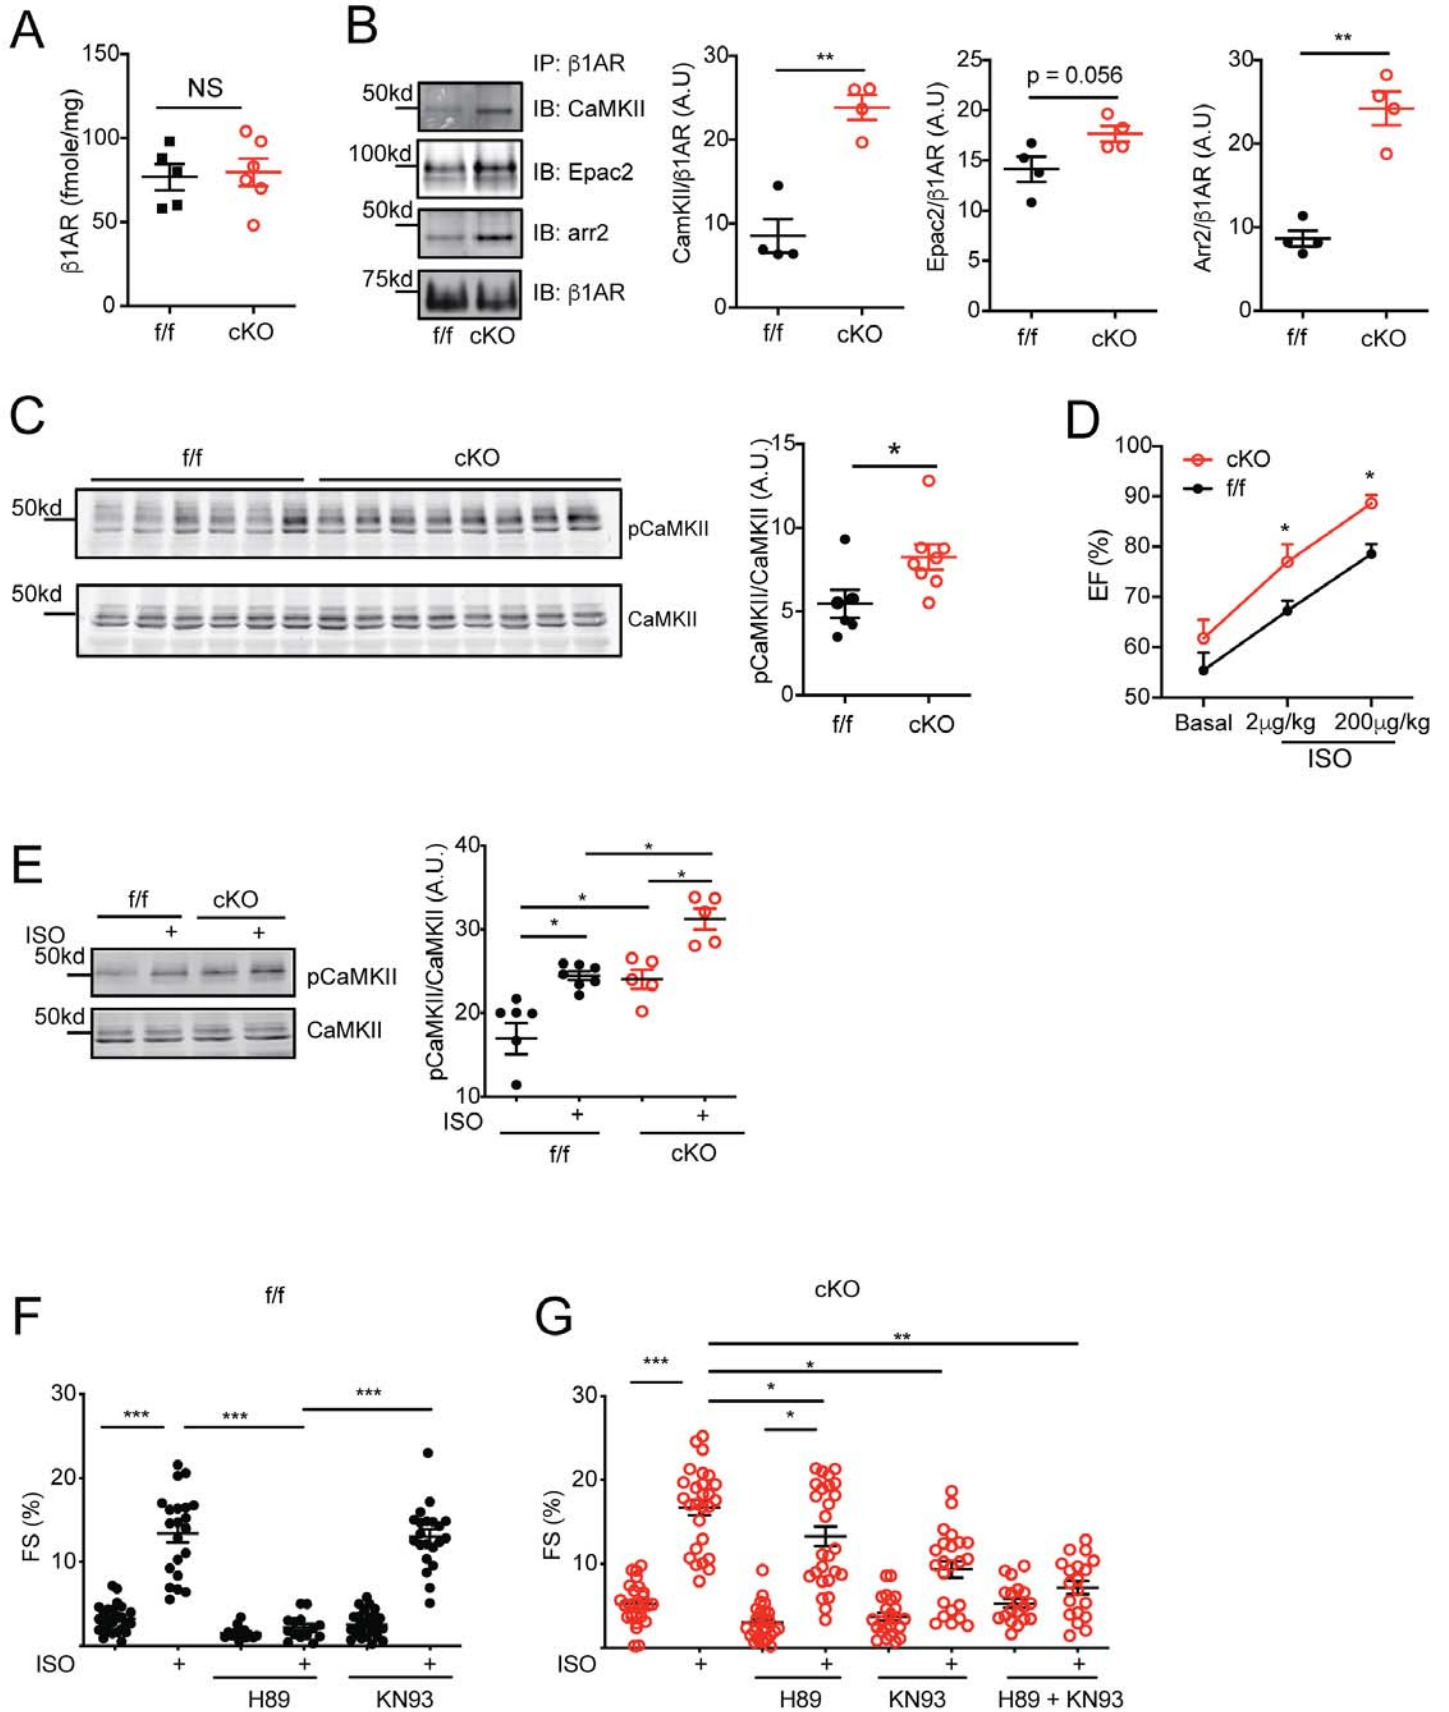 A
150
100
50
0
β1AR (fmole/mg)
NS
f/f cKO
B
IP: β1AR
50kd
IB: CaMKII
100kd
IB: Epac2
50kd
IB: arr2
75kd
IB: β1AR
f/f cKO
30
20
10
0
CamKII/β1AR (A.U)
**
f/f cKO
25
20
15
10
5
0
Epac2/β1AR (A.U)
p = 0.056
f/f cKO
30
20
10
0
Arr2/β1AR (A.U)
**
f/f cKO
C
f/f cKO
50kd
pCaMKII
50kd
CaMKII
15
10
5
0
pCaMKII/CaMKII (A.U.)
*
f/f cKO
D
100
90
80
70
60
50
EF (%)
cKO
f/f
*
*
Basal 2μg/kg 200μg/kg
ISO
E
f/f cKO
ISO + +
50kd
pCaMKII
50kd
CaMKII
40
30
20
10
pCaMKII/CaMKII (A.U.)
*
*
*
*
ISO + +
f/f cKO
F
f/f
30
20
10
FS (%)
***
***
***
ISO + + +
H89 KN93
G
cKO
30
20
10
FS (%)
**
***
*
*
*
ISO + + + +
H89 KN93 H89 + KN93